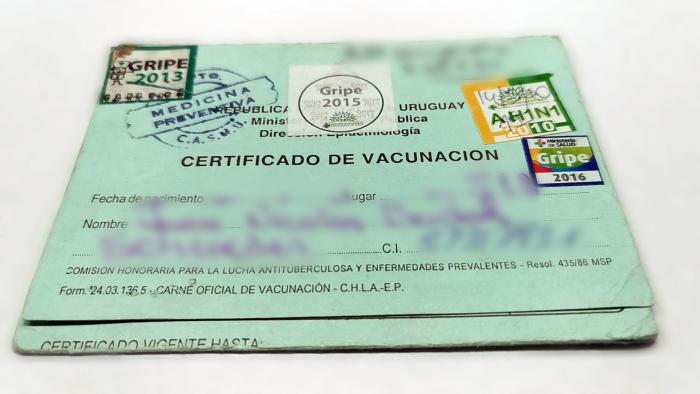 GRIPE
2013
MEDICINA
PREVENTIVA
C.A.S.M.U.
Gripe
2015
A H1N1
2010
Ministerio
de SALUD
Gripe
2016
REPUBLICA URUGUAY
Dirección Epidemiología
CERTIFICADO DE VACUNACION
Fecha de nacimiento lugar
Nombre
C.I.
COMISION HONORARIA PARA LA LUCHA ANTITUBERCULOSA Y ENFERMEDADES PREVALENTES - Resol. 435/86 MSP
Form. 24.03.136.5 - CARNÉ OFICIAL DE VACUNACIÓN - C.H.L.A.-E.P.
CERTIFICADO VIGENTE HASTA: